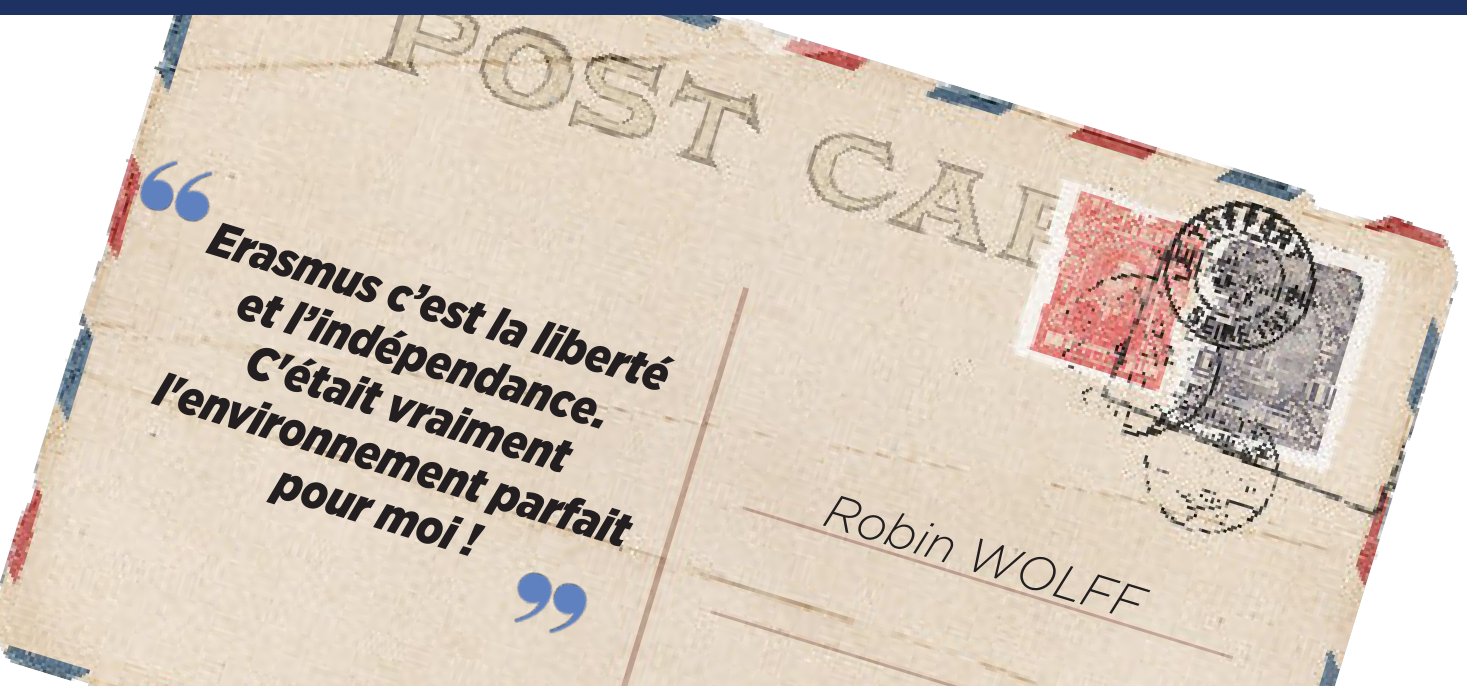 POST CAR
“
Erasmus c’est la liberté
et l’indépendance.
C'était vraiment
l'environnement parfait
pour moi !
”
Robin WOLFF